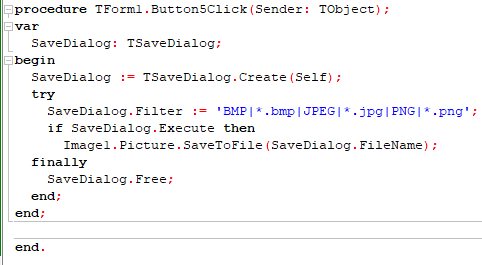 procedure TForm1.Button5Click(Sender: TObject);
var
  SaveDialog: TSaveDialog;
begin
  SaveDialog := TSaveDialog.Create(Self);
  try
    SaveDialog.Filter := 'BMP|*.bmp|JPEG|*.jpg|PNG|*.png';
    if SaveDialog.Execute then
      Image1.Picture.SaveToFile(SaveDialog.FileName);
  finally
    SaveDialog.Free;
  end;
end;
end.